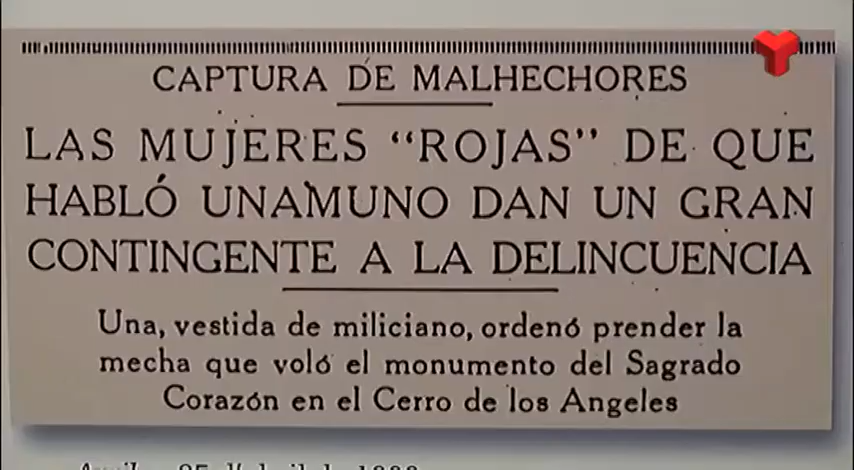 CAPTURA DE MALHECHORES
LAS MUJERES “ROJAS” DE QUE
HABLÓ UNAMUNO DAN UN GRAN
CONTINGENTE A LA DELINCUENCIA
Una, vestida de miliciano, ordenó prender la
mecha que voló el monumento del Sagrado
Corazón en el Cerro de los Angeles